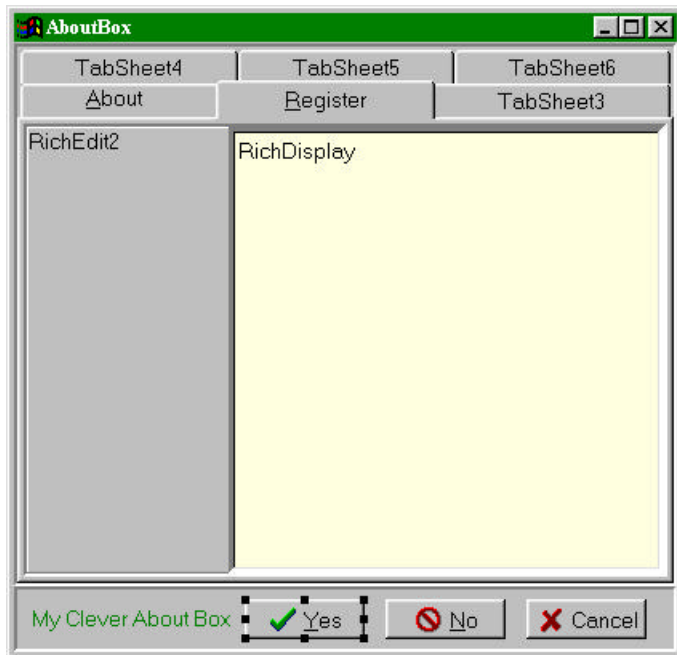 AboutBox
TabSheet4 TabSheet5 TabSheet6
About Register TabSheet3
RichEdit2 RichDisplay
My Clever About Box Yes No Cancel